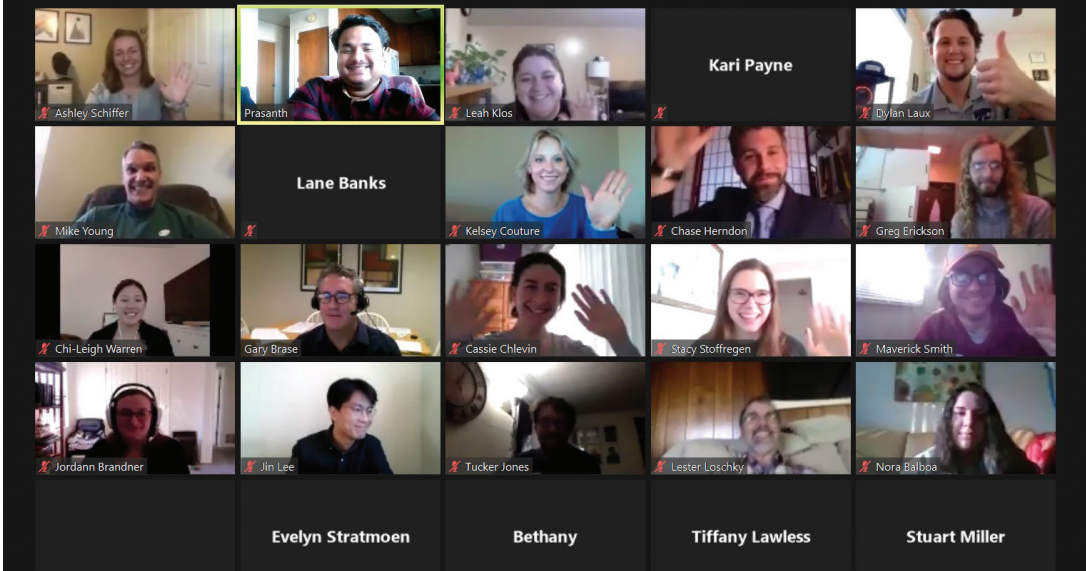 Ashley Schiffer
Prasanth
Leah Klos
Kari Payne
Dylan Laux
Mike Young
Lane Banks
Kelsey Couture
Chase Herndon
Greg Erickson
Chi-Leigh Warren
Gary Brase
Cassie Chlevin
Stacy Stoffregen
Maverick Smith
Jordann Brandner
Jin Lee
Tucker Jones
Lester Loschky
Nora Balboa
Evelyn Stratmoen
Bethany
Tiffany Lawless
Stuart Miller